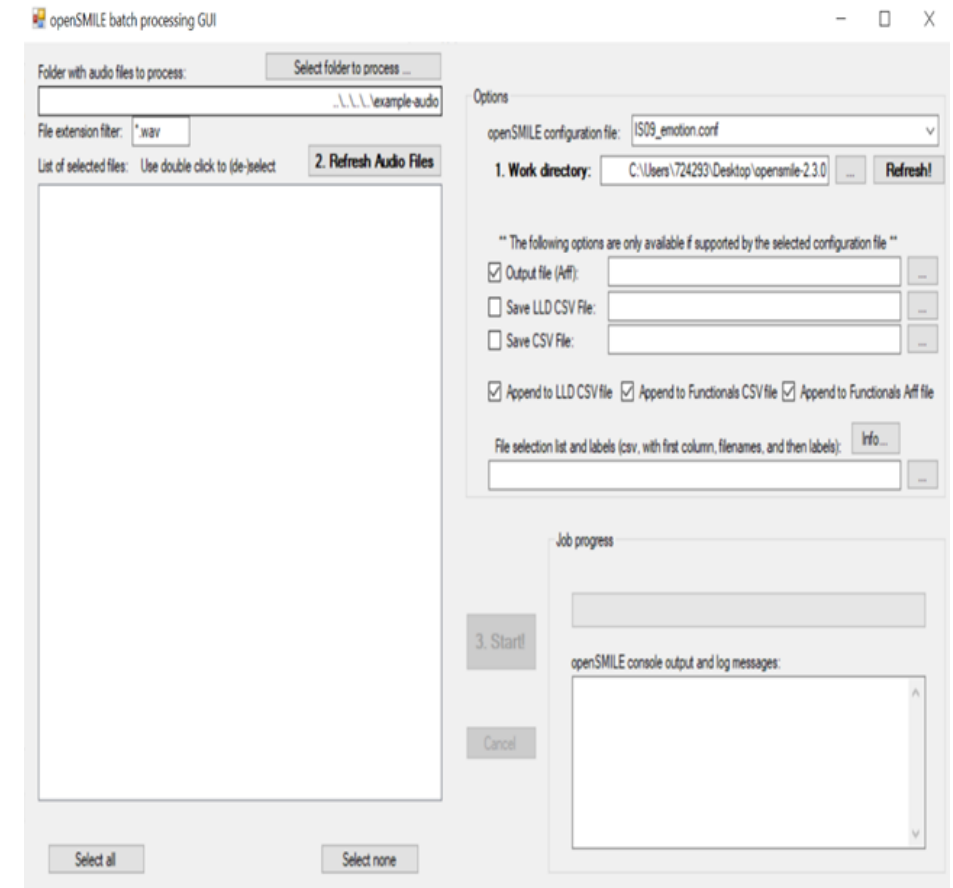 openSMILE batch processing GUI
Folder with audio files to process:
Select folder to process ...
..\..\..\..\example-audio
File extension filter: *.wav
List of selected files: Use double click to (de-)select
2. Refresh Audio Files
Select all
Select none
Options
openSMILE configuration file: IS09_emotion.conf
1. Work directory: C:\Users\724293\Desktop\opensmile-2.3.0 ... Refresh!
** The following options are only available if supported by the selected configuration file **
Output file (Arff): ...
Save LLD CSV File: ...
Save CSV File: ...
Append to LLD CSV file Append to Functionals CSV file Append to Functionals Arff file
File selection list and labels (csv, with first column, filenames, and then labels): Info...
...
3. Start!
Cancel
Job progress
openSMILE console output and log messages: